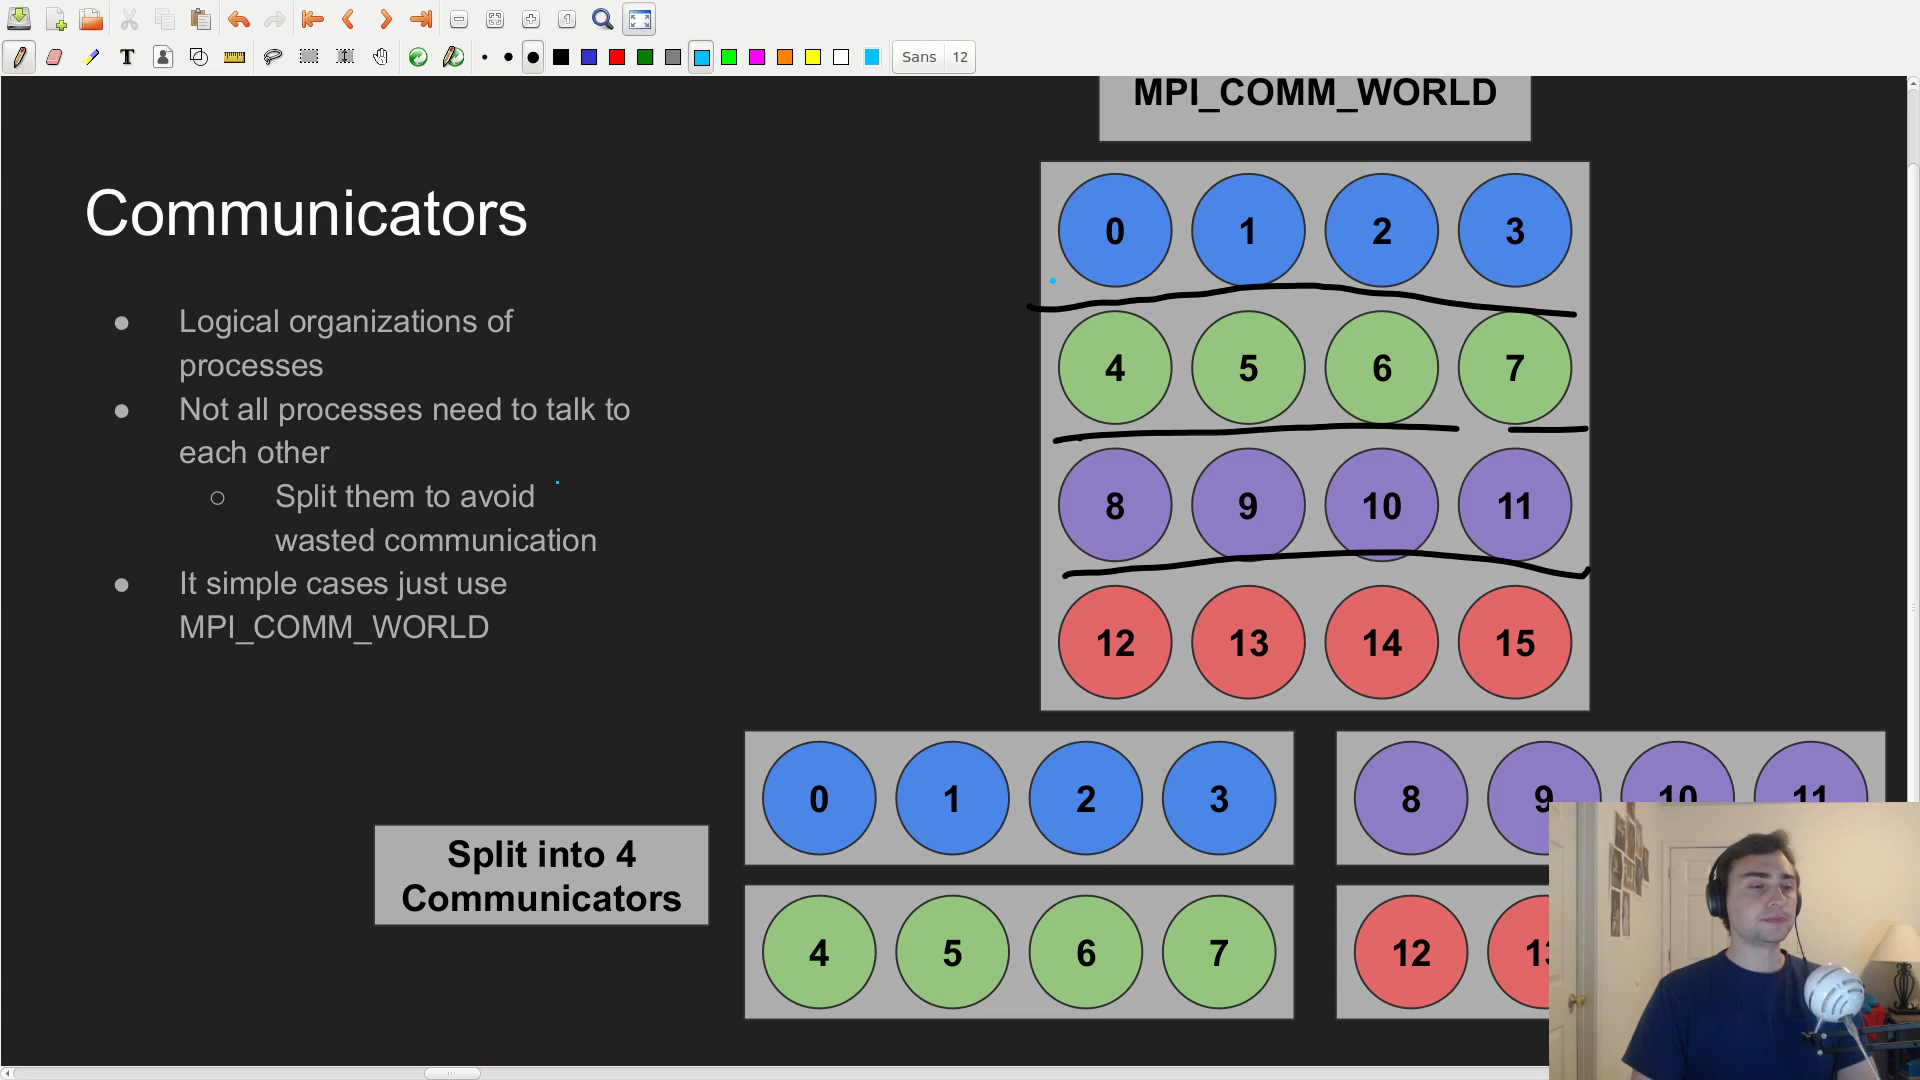 Sans 12
MPI_COMM_WORLD
Communicators
0 1 2 3
Logical organizations of
processes
4 5 6 7
Not all processes need to talk to
each other
Split them to avoid
wasted communication
8 9 10 11
It simple cases just use
MPI_COMM_WORLD
12 13 14 15
0 1 2 3
8 9 10 11
Split into 4
Communicators
4 5 6 7
12